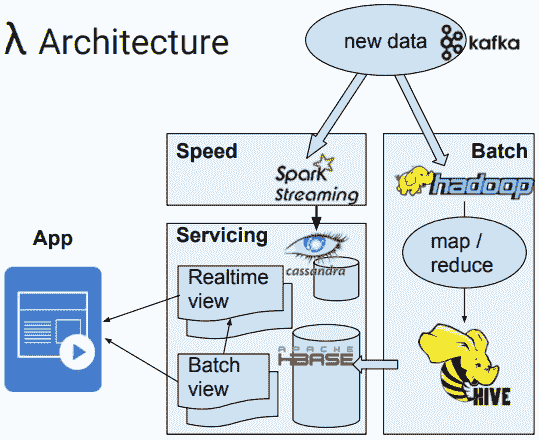 λ Architecture
new data
kafka
Speed
Spark
Streaming
Batch
hadoop
map /
reduce
HIVE
Servicing
cassandra
Realtime
view
Batch
view
APACHE
HBASE
App